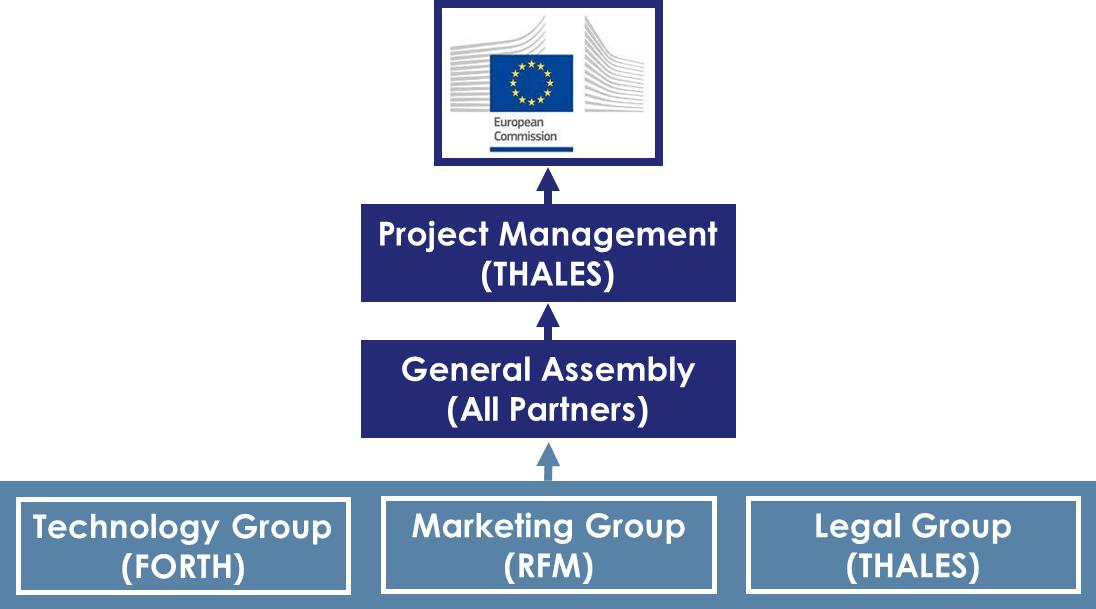 European
Commission
Project Management
(THALES)
General Assembly
(All Partners)
Technology Group
(FORTH)
Marketing Group
(RFM)
Legal Group
(THALES)